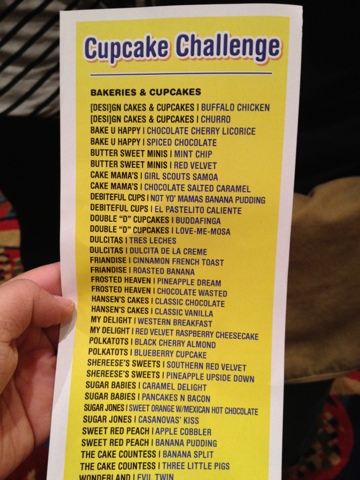 Cupcake Challenge
BAKERIES & CUPCAKES
[DESI]GN CAKES & CUPCAKES | BUFFALO CHICKEN
[DESI]GN CAKES & CUPCAKES | CHURRO
BAKE U HAPPY | CHOCOLATE CHERRY LICORICE
BAKE U HAPPY | SPICED CHOCOLATE
BUTTER SWEET MINIS | MINT CHIP
BUTTER SWEET MINIS | RED VELVET
CAKE MAMA'S | GIRL SCOUTS SAMOA
CAKE MAMA'S | CHOCOLATE SALTED CARAMEL
DEBITEFUL CUPS | NOT YO' MAMAS BANANA PUDDING
DEBITEFUL CUPS | EL PASTELITO CALIENTE
DOUBLE "D" CUPCAKES | BUDDAFINGA
DOUBLE "D" CUPCAKES | LOVE-ME-MOSA
DULCITAS | TRES LECHES
DULCITAS | DULCITA DE LA CREME
FRIANDISE | CINNAMON FRENCH TOAST
FRIANDISE | ROASTED BANANA
FROSTED HEAVEN | PINEAPPLE DREAM
FROSTED HEAVEN | CHOCOLATE WASTED
HANSEN'S CAKES | CLASSIC CHOCOLATE
HANSEN'S CAKES | CLASSIC VANILLA
MY DELIGHT | WESTERN BREAKFAST
MY DELIGHT | RED VELVET RASPBERRY CHEESECAKE
POLKATOTS | BLACK CHERRY ALMOND
POLKATOTS | BLUEBERRY CUPCAKE
SHEREESE'S SWEETS | SOUTHERN RED VELVET
SHEREESE'S SWEETS | PINEAPPLE UPSIDE DOWN
SUGAR BABIES | CARAMEL DELIGHT
SUGAR BABIES | PANCAKES N BACON
SUGAR JONES | SWEET ORANGE W/MEXICAN HOT CHOCOLATE
SUGAR JONES | CASANOVAS' KISS
SWEET RED PEACH | APPLE COBBLER
SWEET RED PEACH | BANANA PUDDING
THE CAKE COUNTESS | BANANA SPLIT
THE CAKE COUNTESS | THREE LITTLE PIGS
WONDERLAND | EVIL TWIN